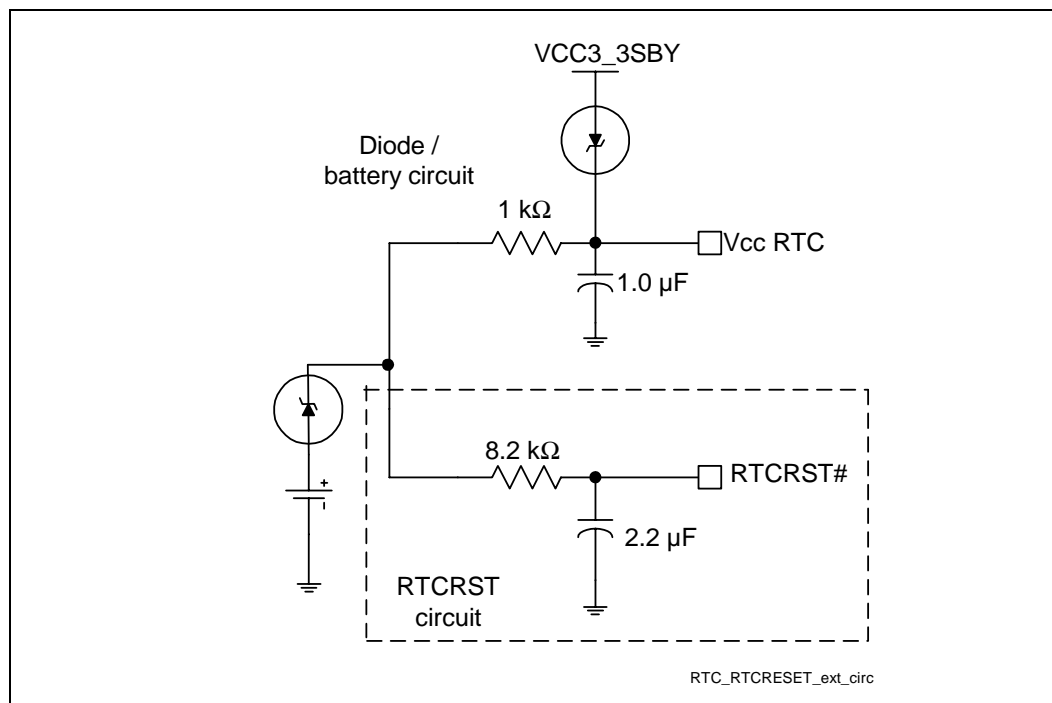 VCC3_3SBY
Diode /
battery circuit
1 kΩ
Vcc RTC
1.0 µF
8.2 kΩ
RTCRST#
2.2 µF
RTCRST
circuit
RTC_RTCRESET_ext_circ